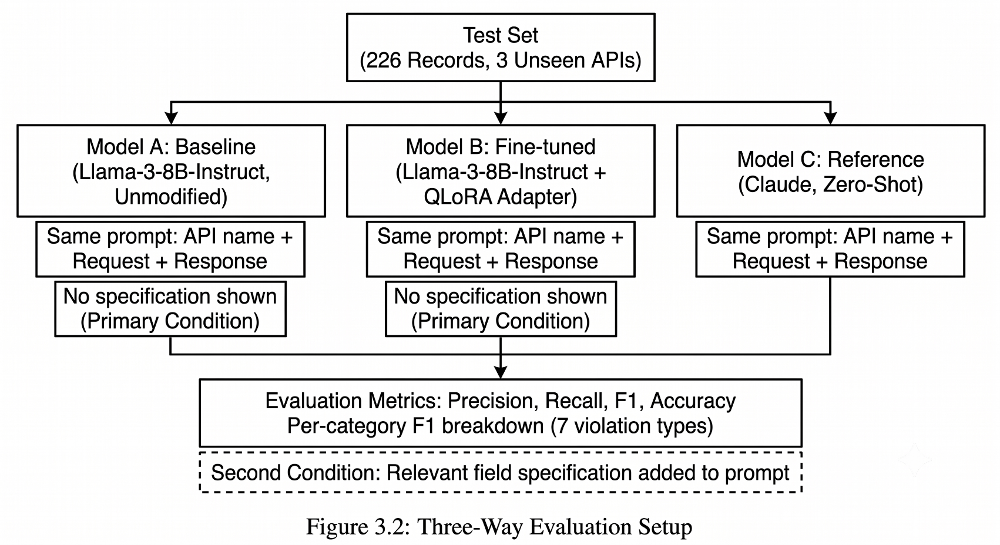 Test Set
(226 Records, 3 Unseen APIs)
Model A: Baseline
(Llama-3-8B-Instruct,
Unmodified)
Same prompt: API name +
Request + Response
No specification shown
(Primary Condition)
Model B: Fine-tuned
(Llama-3-8B-Instruct +
QLoRA Adapter)
Same prompt: API name +
Request + Response
No specification shown
(Primary Condition)
Model C: Reference
(Claude, Zero-Shot)
Same prompt: API name +
Request + Response
Evaluation Metrics: Precision, Recall, F1, Accuracy
Per-category F1 breakdown (7 violation types)
Second Condition: Relevant field specification added to prompt
Figure 3.2: Three-Way Evaluation Setup